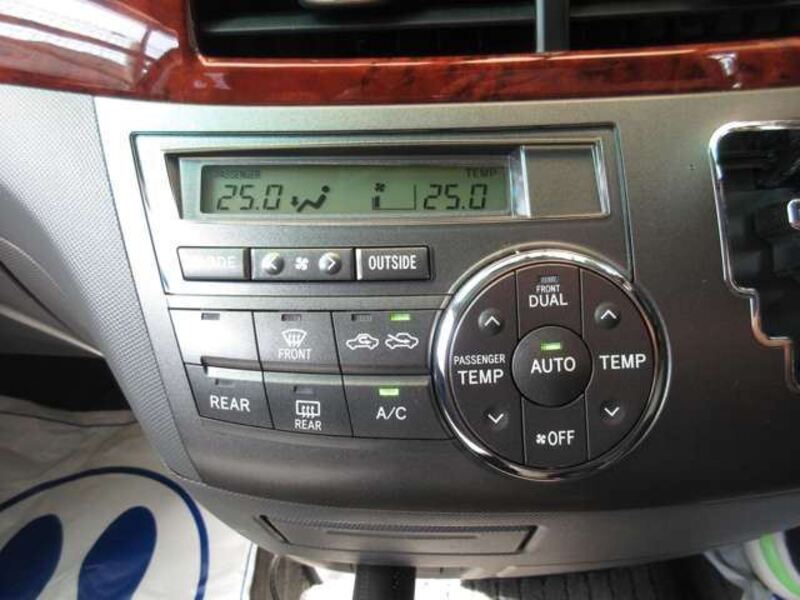 PASSENGER TEMP
25.0 25.0
MODE OUTSIDE
FRONT
DUAL
FRONT
PASSENGER
TEMP
AUTO
TEMP
REAR
REAR
A/C
OFF